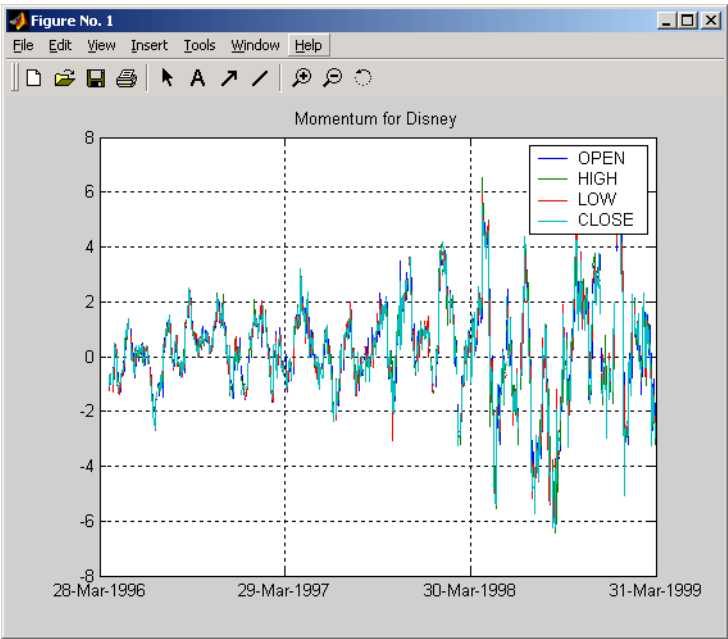 Figure No. 1
File Edit View Insert Tools Window Help
A
Momentum for Disney
8
6
4
2
0
-2
-4
-6
-8
OPEN
HIGH
LOW
CLOSE
28-Mar-1996 29-Mar-1997 30-Mar-1998 31-Mar-1999